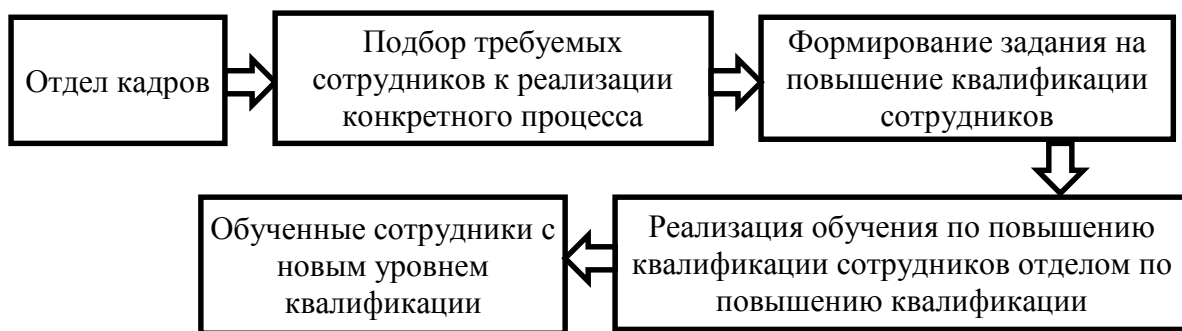 Отдел кадров
Подбор требуемых
сотрудников к реализации
конкретного процесса
Формирование задания на
повышение квалификации
сотрудников
Обученные сотрудники с
новым уровнем
квалификации
Реализация обучения по повышению
квалификации сотрудников отделом по
повышению квалификации